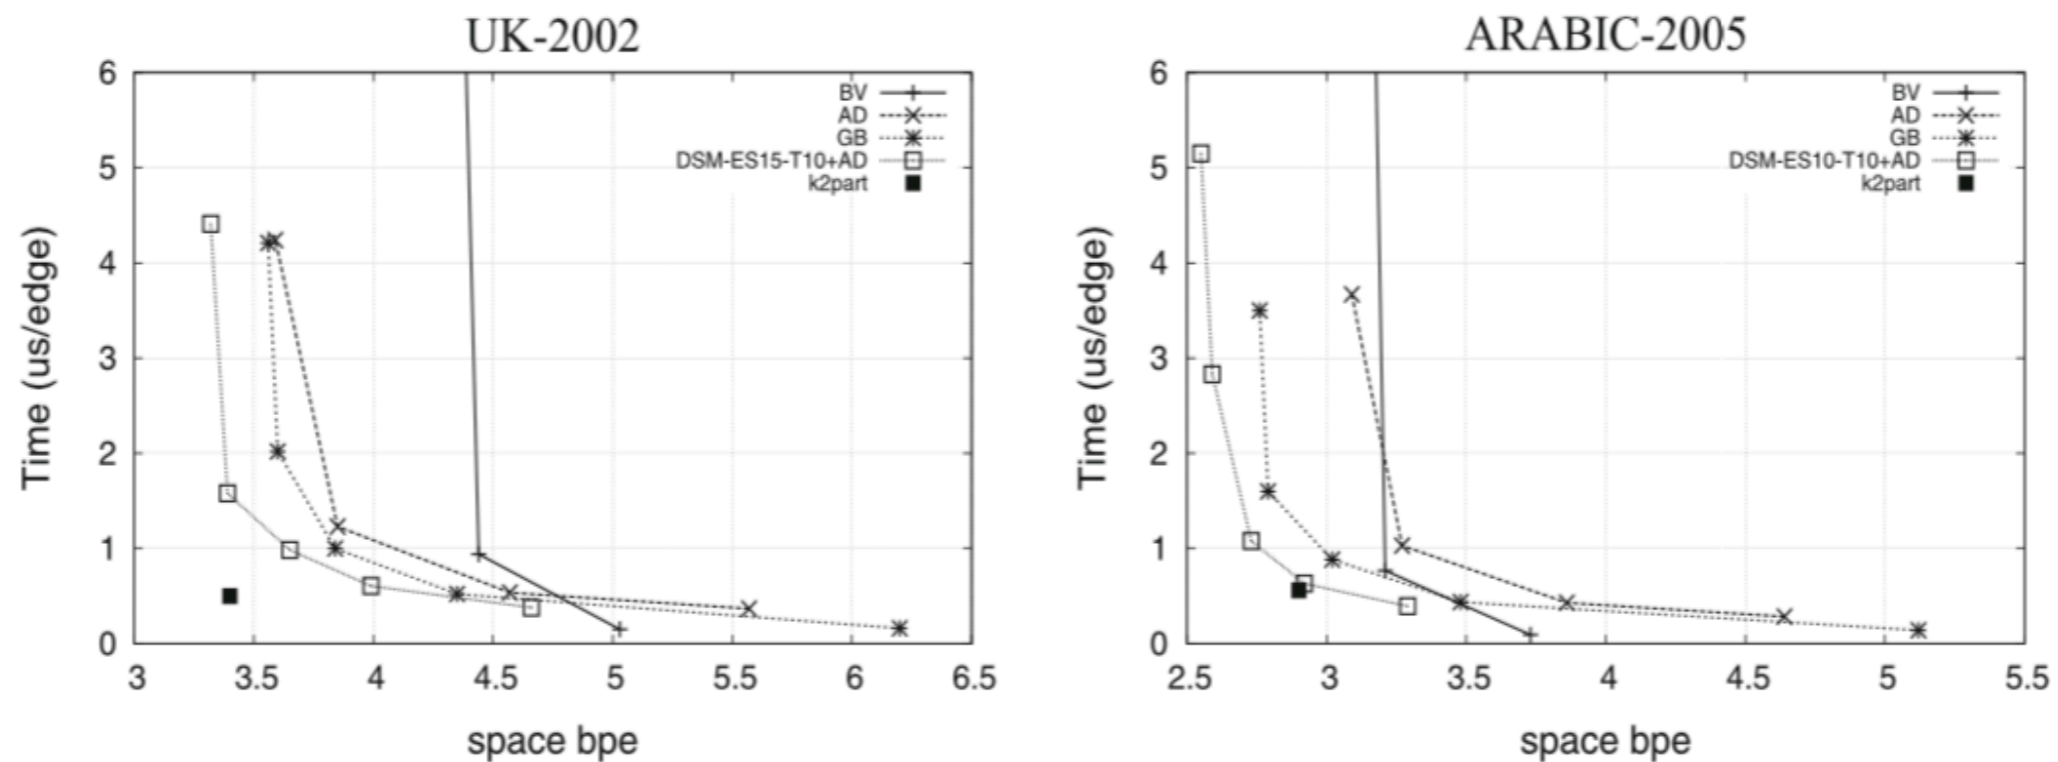 UK-2002
6
5
4
3
2
1
0
Time (us/edge)
BV
AD
GB
DSM-ES15-T10+AD
k2part
3 3.5 4 4.5 5 5.5 6 6.5
space bpe
ARABIC-2005
6
5
4
3
2
1
0
Time (us/edge)
BV
AD
GB
DSM-ES10-T10+AD
k2part
2.5 3 3.5 4 4.5 5 5.5
space bpe